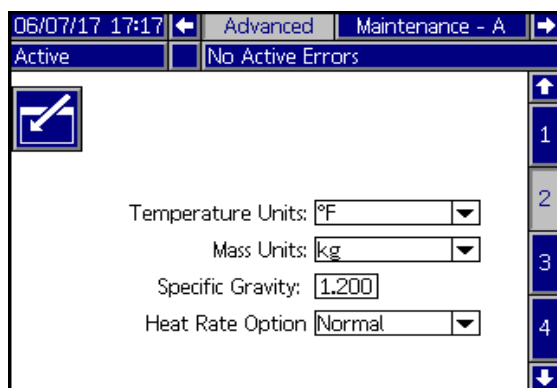 06/07/17 17:17 Advanced Maintenance - A
Active No Active Errors
1
2
Temperature Units: °F
Mass Units: kg
3
Specific Gravity: 1.200
Heat Rate Option Normal
4